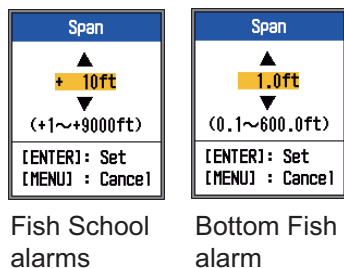 Span
+ 10ft
(+1~+9000ft)
[ENTER]: Set
[MENU] : Cancel
Fish School
alarms
Span
1.0ft
(0.1~600.0ft)
[ENTER]: Set
[MENU] : Cancel
Bottom Fish
alarm